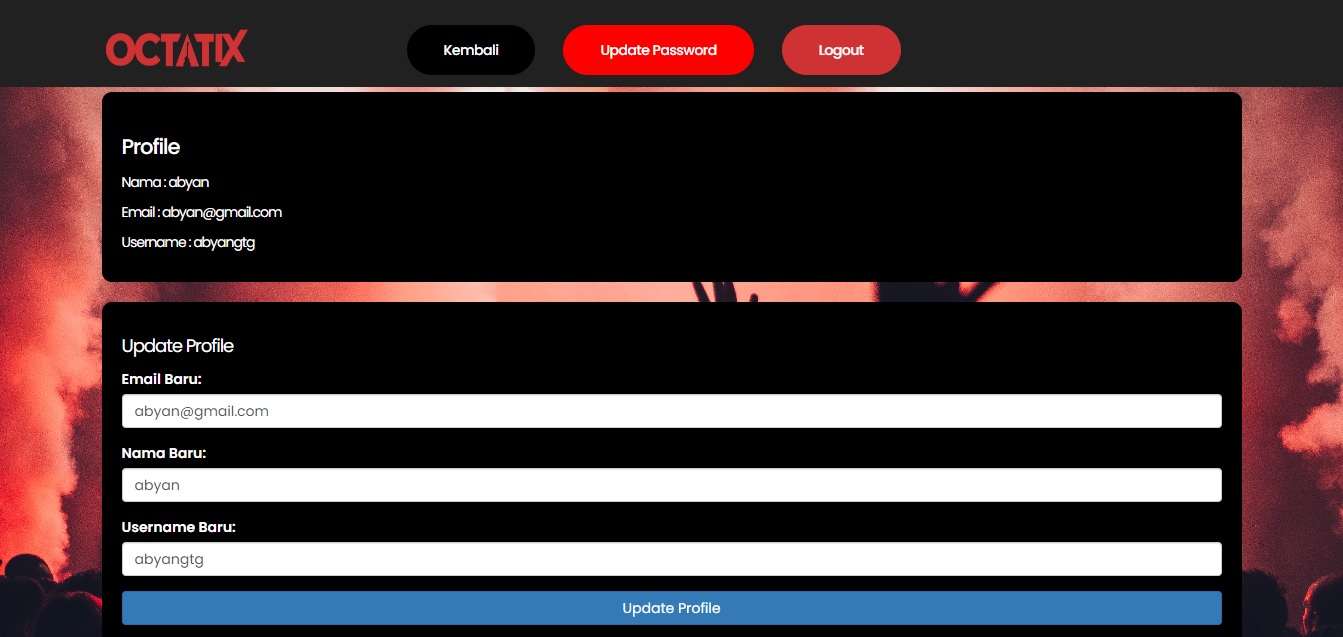 OCTATIX
Kembali
Update Password
Logout
Profile
Nama : abyan
Email : abyan@gmail.com
Username : abyangtg
Update Profile
Email Baru:
abyan@gmail.com
Nama Baru:
abyan
Username Baru:
abyangtg
Update Profile